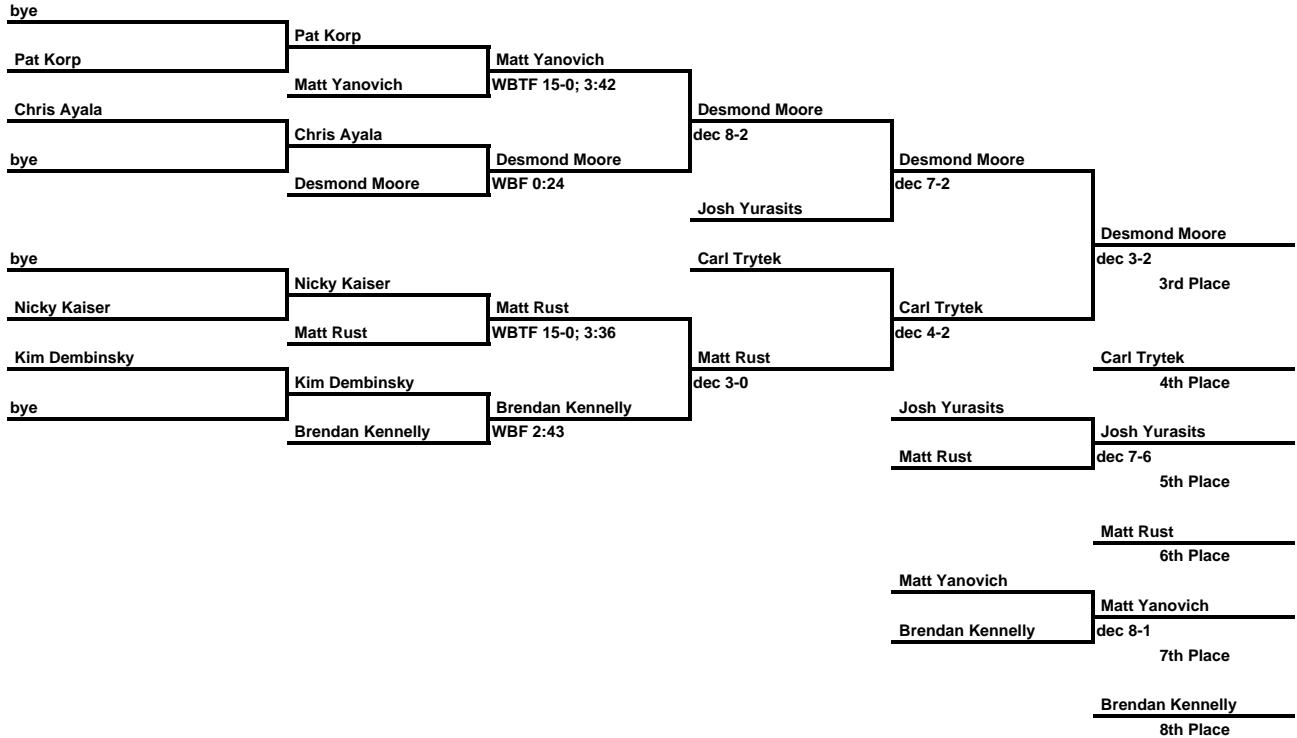 bye
Pat Korp
Pat Korp
Matt Yanovich
Matt Yanovich
WBTF 15-0; 3:42
Chris Ayala
Desmond Moore
Chris Ayala
dec 8-2
bye
Desmond Moore
Desmond Moore
Desmond Moore
WBF 0:24
dec 7-2
Josh Yurasits
Desmond Moore
bye
Carl Trytek
dec 3-2
Nicky Kaiser
3rd Place
Nicky Kaiser
Matt Rust
Carl Trytek
Matt Rust
WBTF 15-0; 3:36
dec 4-2
Kim Dembinsky
Matt Rust
Carl Trytek
Kim Dembinsky
dec 3-0
4th Place
bye
Brendan Kennelly
Josh Yurasits
Brendan Kennelly
WBF 2:43
Josh Yurasits
Matt Rust
dec 7-6
5th Place
Matt Rust
6th Place
Matt Yanovich
Matt Yanovich
Brendan Kennelly
dec 8-1
7th Place
Brendan Kennelly
8th Place